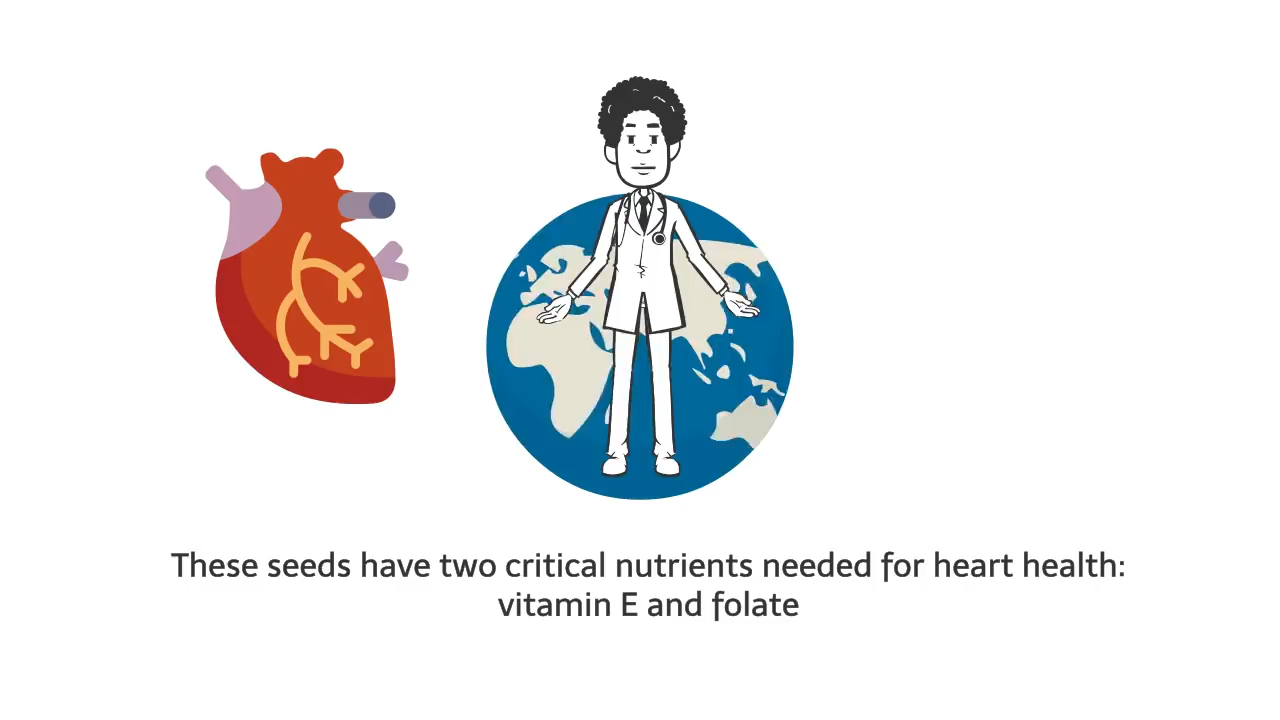 These seeds have two critical nutrients needed for heart health:
vitamin E and folate